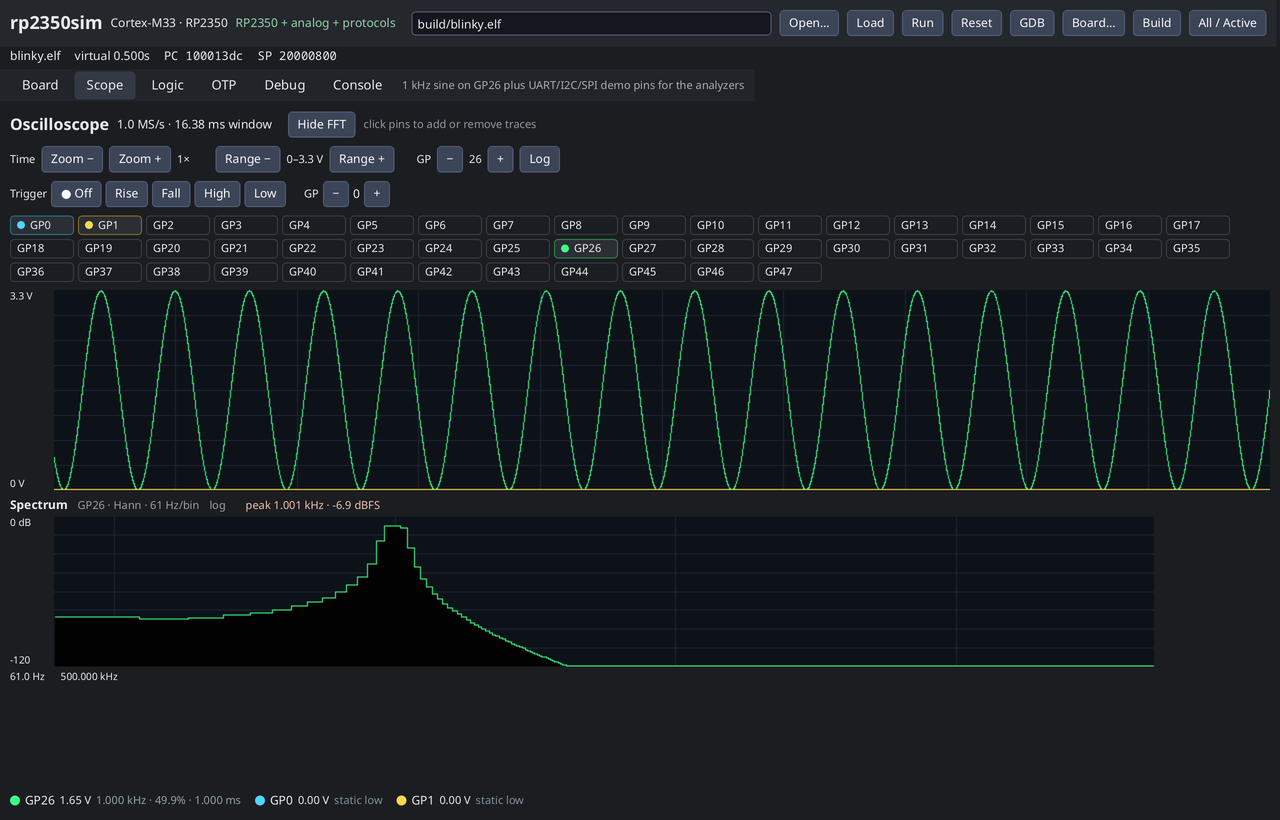 rp2350sim Cortex-M33 · RP2350 RP2350 + analog + protocols build/blinky.elf Open... Load Run Reset GDB Board... Build All / Active
blinky.elf virtual 0.500s PC 100013dc SP 20000800
Board Scope Logic OTP Debug Console 1 kHz sine on GP26 plus UART/I2C/SPI demo pins for the analyzers
Oscilloscope 1.0 MS/s · 16.38 ms window Hide FFT click pins to add or remove traces
Time Zoom − Zoom + 1× Range − 0–3.3 V Range + GP − 26 + Log
Trigger Off Rise Fall High Low GP − 0 +
GP0 GP1 GP2 GP3 GP4 GP5 GP6 GP7 GP8 GP9 GP10 GP11 GP12 GP13 GP14 GP15 GP16 GP17
GP18 GP19 GP20 GP21 GP22 GP23 GP24 GP25 GP26 GP27 GP28 GP29 GP30 GP31 GP32 GP33 GP34 GP35
GP36 GP37 GP38 GP39 GP40 GP41 GP42 GP43 GP44 GP45 GP46 GP47
3.3 V
0 V
Spectrum GP26 · Hann · 61 Hz/bin log peak 1.001 kHz · -6.9 dBFS
0 dB
-120
61.0 Hz 500.000 kHz
GP26 1.65 V 1.000 kHz · 49.9% · 1.000 ms GP0 0.00 V static low GP1 0.00 V static low